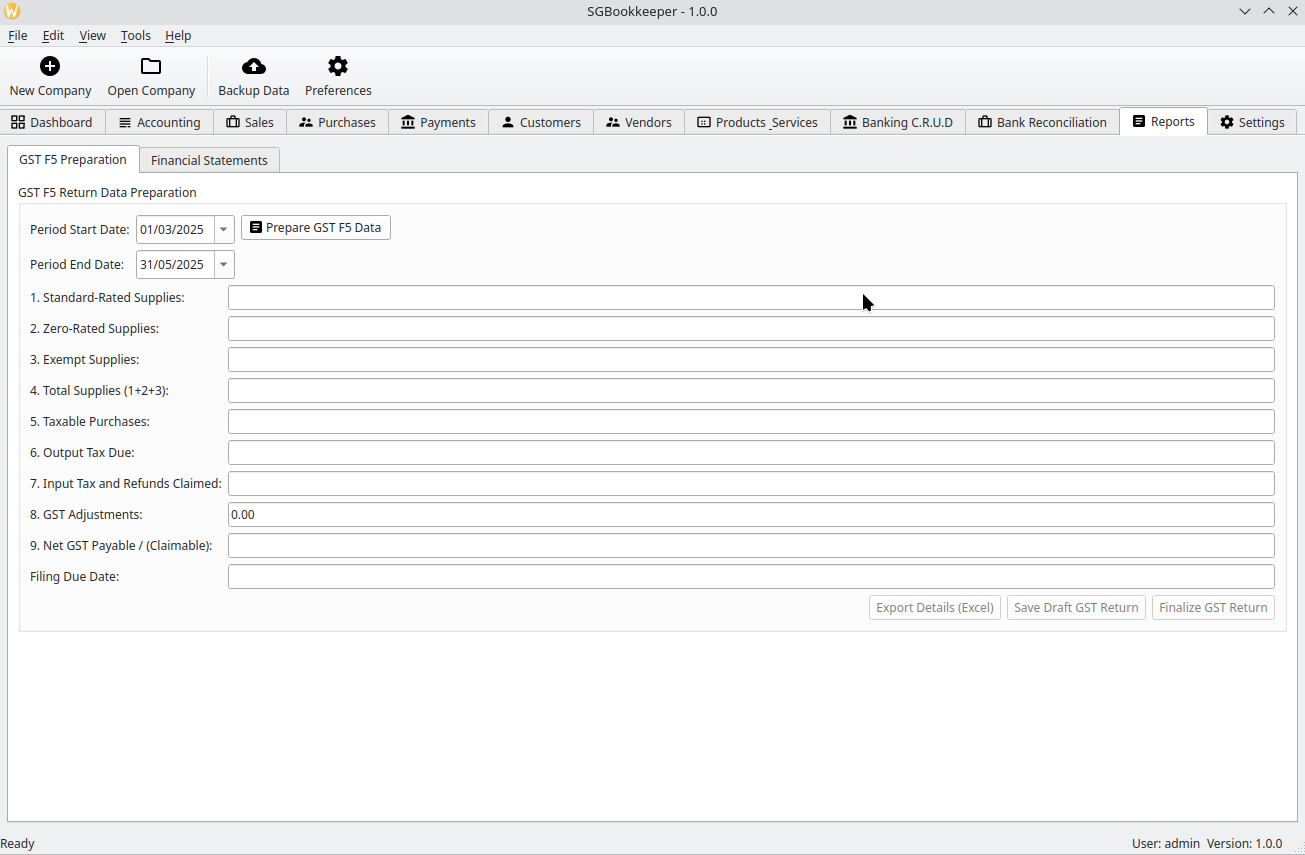 SGBookkeeper - 1.0.0
File Edit View Tools Help
New Company Open Company Backup Data Preferences
Dashboard Accounting Sales Purchases Payments Customers Vendors Products _Services Banking C.R.U.D Bank Reconciliation Reports Settings
GST F5 Preparation Financial Statements
GST F5 Return Data Preparation
Period Start Date: 01/03/2025 Prepare GST F5 Data
Period End Date: 31/05/2025
1. Standard-Rated Supplies:
2. Zero-Rated Supplies:
3. Exempt Supplies:
4. Total Supplies (1+2+3):
5. Taxable Purchases:
6. Output Tax Due:
7. Input Tax and Refunds Claimed:
8. GST Adjustments: 0.00
9. Net GST Payable / (Claimable):
Filing Due Date:
Export Details (Excel) Save Draft GST Return Finalize GST Return
Ready User: admin Version: 1.0.0